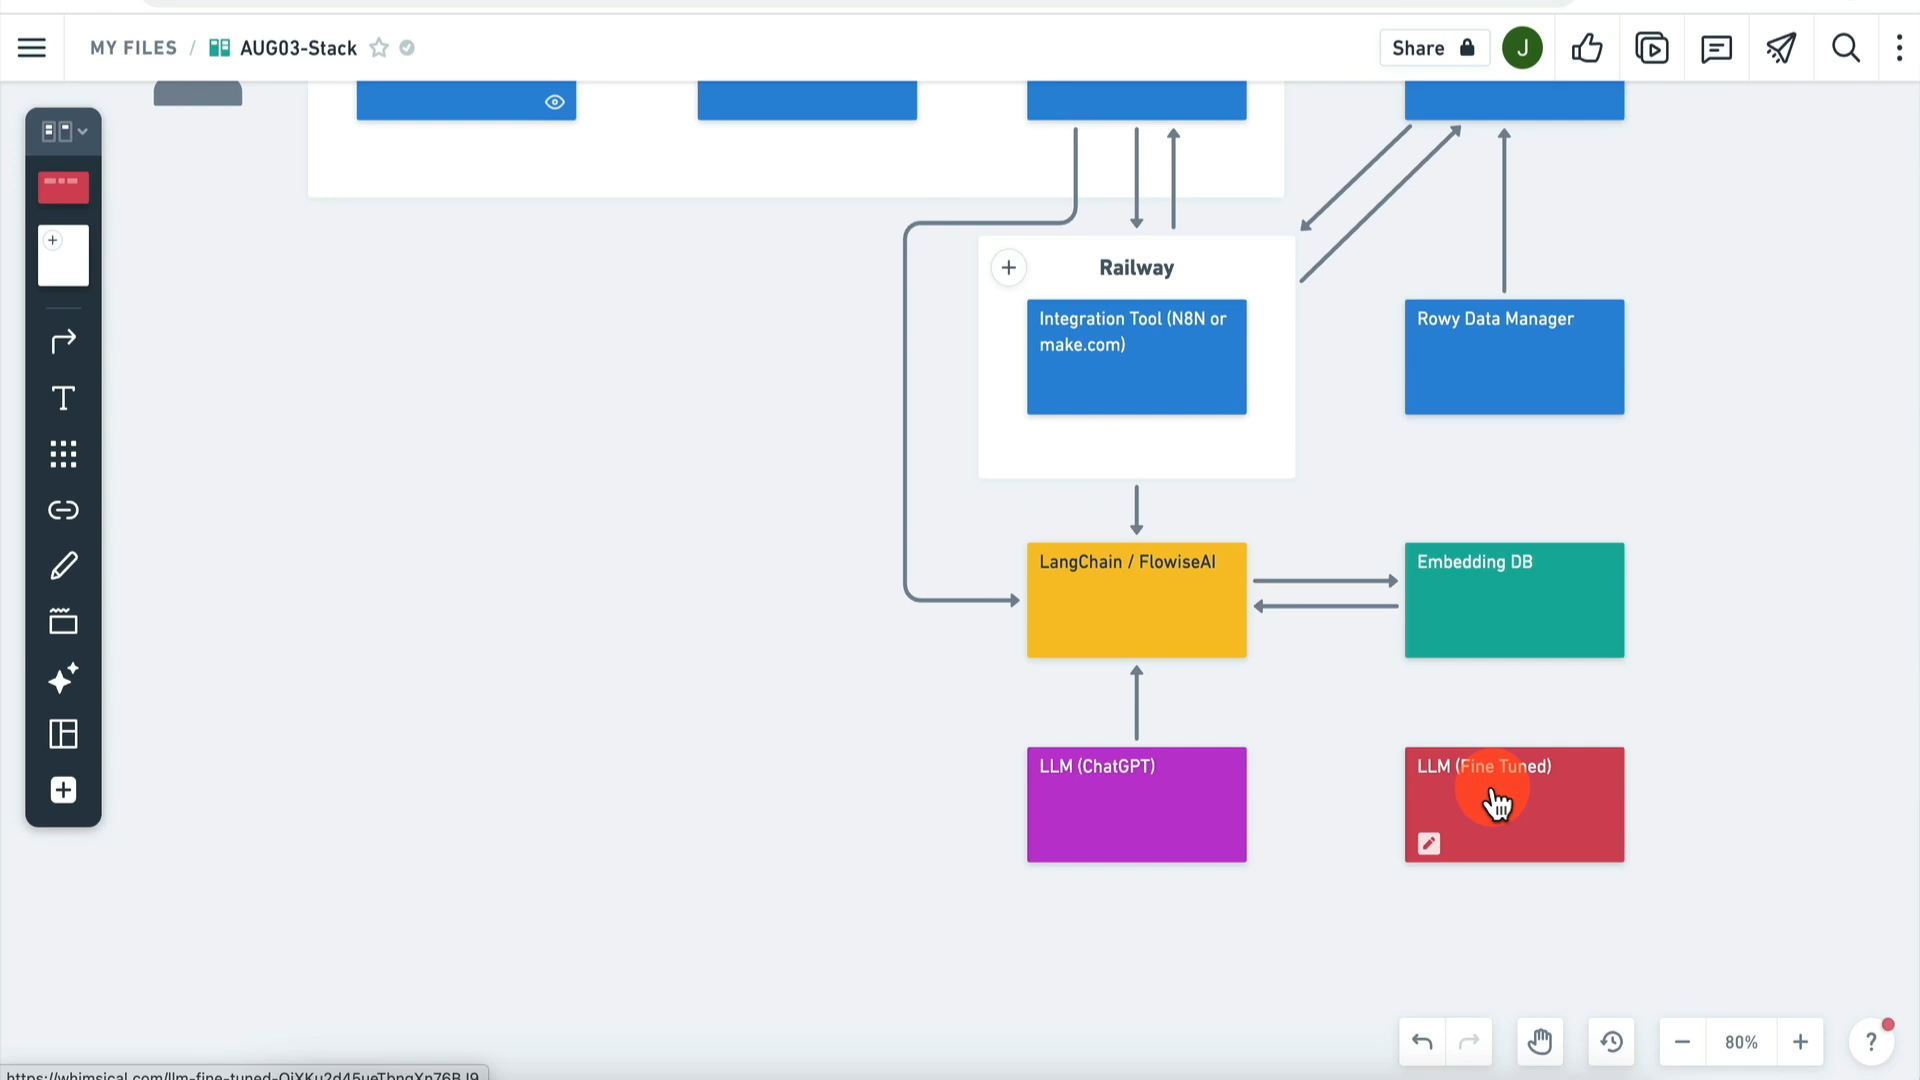 MY FILES / AUG03-Stack
Share
J
Railway
Integration Tool (N8N or
make.com)
Rowy Data Manager
LangChain / FlowiseAI
Embedding DB
LLM (ChatGPT)
LLM (Fine Tuned)
80%
?